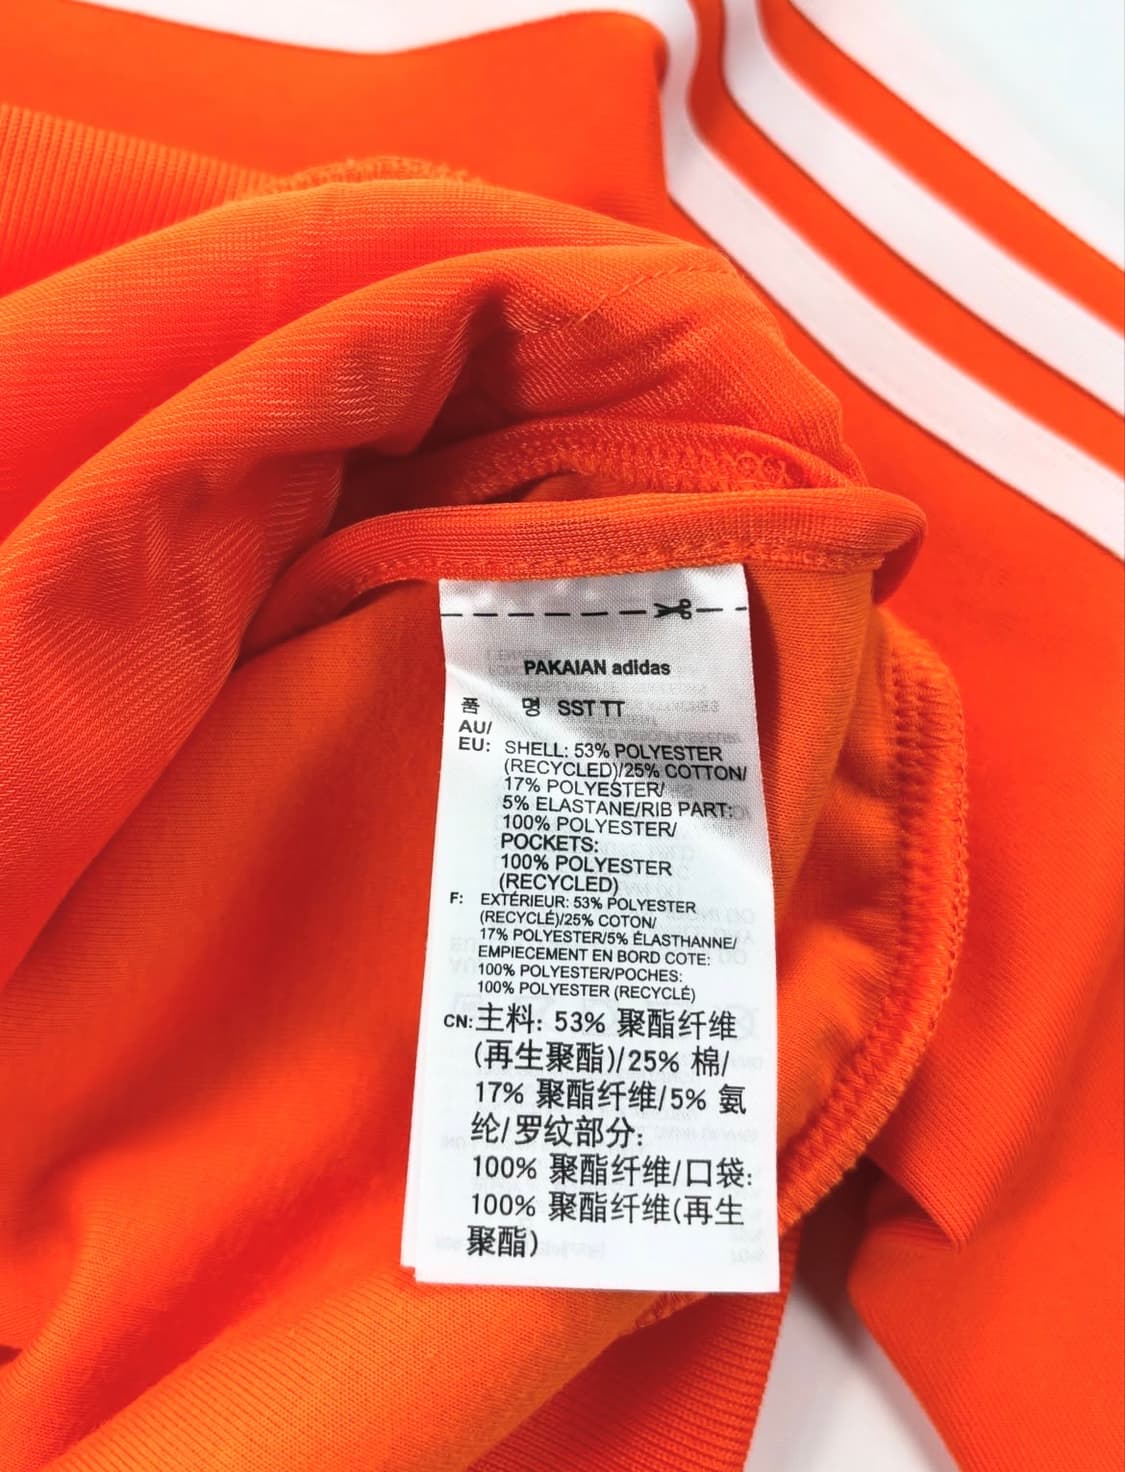 PAKAIAN adidas
품 명 SST TT
AU/
EU: SHELL: 53% POLYESTER
(RECYCLED)/25% COTTON/
17% POLYESTER/
5% ELASTANE/RIB PART:
100% POLYESTER/
POCKETS:
100% POLYESTER
(RECYCLED)
F: EXTÉRIEUR: 53% POLYESTER
(RECYCLÉ)/25% COTON/
17% POLYESTER/5% ÉLASTHANNE/
EMPIECEMENT EN BORD COTE:
100% POLYESTER/POCHES:
100% POLYESTER (RECYCLÉ)
CN:主料: 53% 聚酯纤维
(再生聚酯)/25% 棉/
17% 聚酯纤维/5% 氨
纶/罗纹部分:
100% 聚酯纤维/口袋:
100% 聚酯纤维(再生
聚酯)